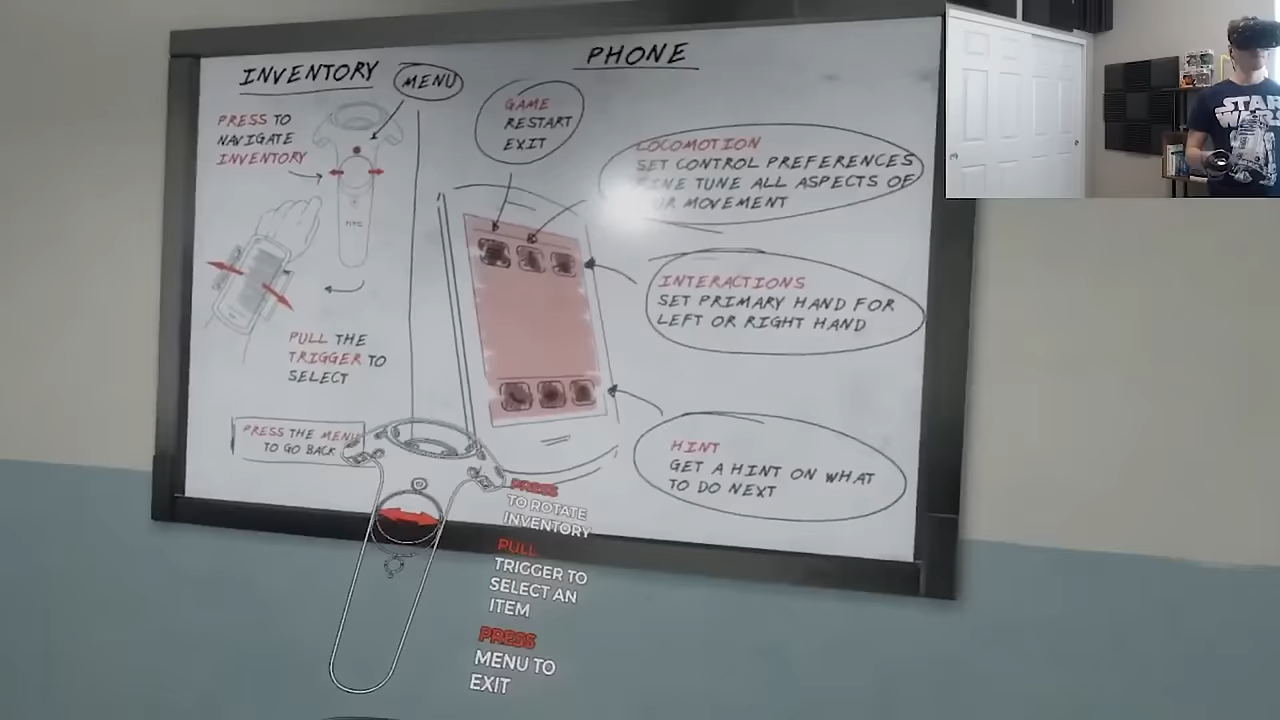 INVENTORY
MENU
PRESS TO
NAVIGATE
INVENTORY
HTC
PULL THE
TRIGGER TO
SELECT
PRESS THE MENU
TO GO BACK
PHONE
GAME
RESTART
EXIT
LOCOMOTION
SET CONTROL PREFERENCES
FINE TUNE ALL ASPECTS OF
MOVEMENT
INTERACTIONS
SET PRIMARY HAND FOR
LEFT OR RIGHT HAND
HINT
GET A HINT ON WHAT
TO DO NEXT
PRESS
TO ROTATE
INVENTORY
PULL
TRIGGER TO
SELECT AN
ITEM
PRESS
MENU TO
EXIT
STAR
WARS